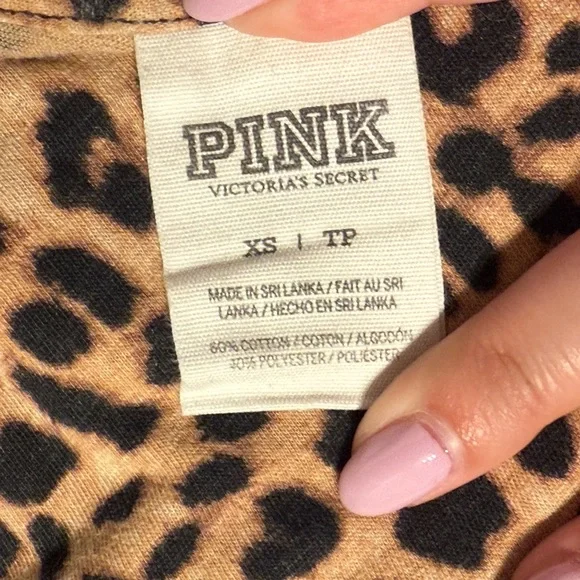 PINK
VICTORIA'S SECRET
XS | TP
MADE IN SRI LANKA / FAIT AU SRI
LANKA / HECHO EN SRI LANKA
60% COTTON / COTON / ALGODÓN
40% POLYESTER / POLIÉSTER